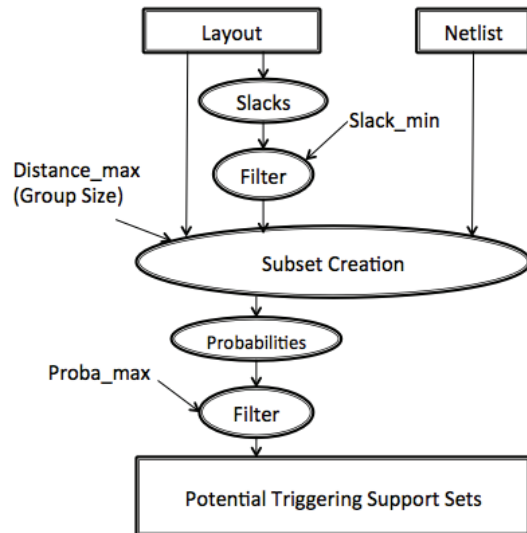 Layout
Netlist
Slacks
Slack_min
Filter
Distance_max
(Group Size)
Subset Creation
Probabilities
Proba_max
Filter
Potential Triggering Support Sets